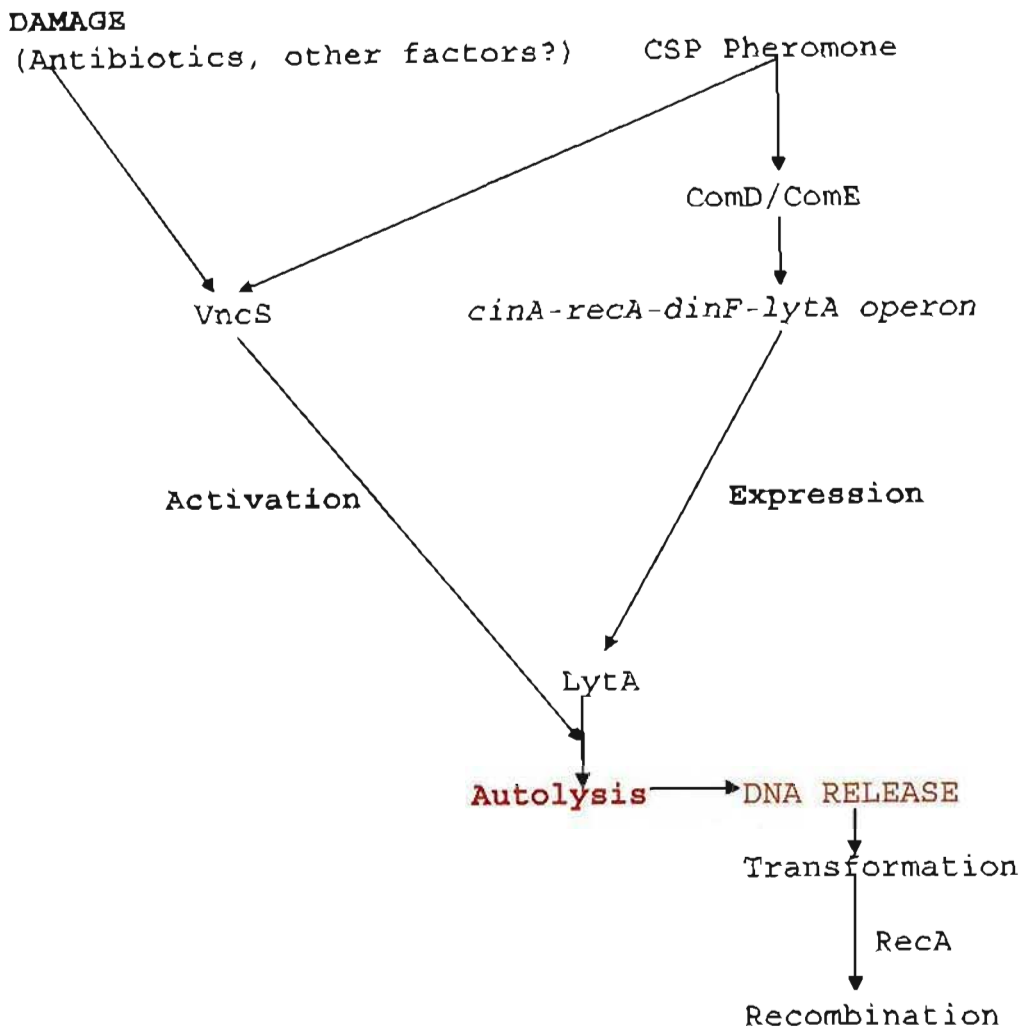 DAMAGE
(Antibiotics, other factors?)
CSP Pheromone
ComD/ComE
VncS
cinA-recA-dinF-lytA operon
Activation
Expression
LytA
Autolysis
DNA RELEASE
Transformation
RecA
Recombination